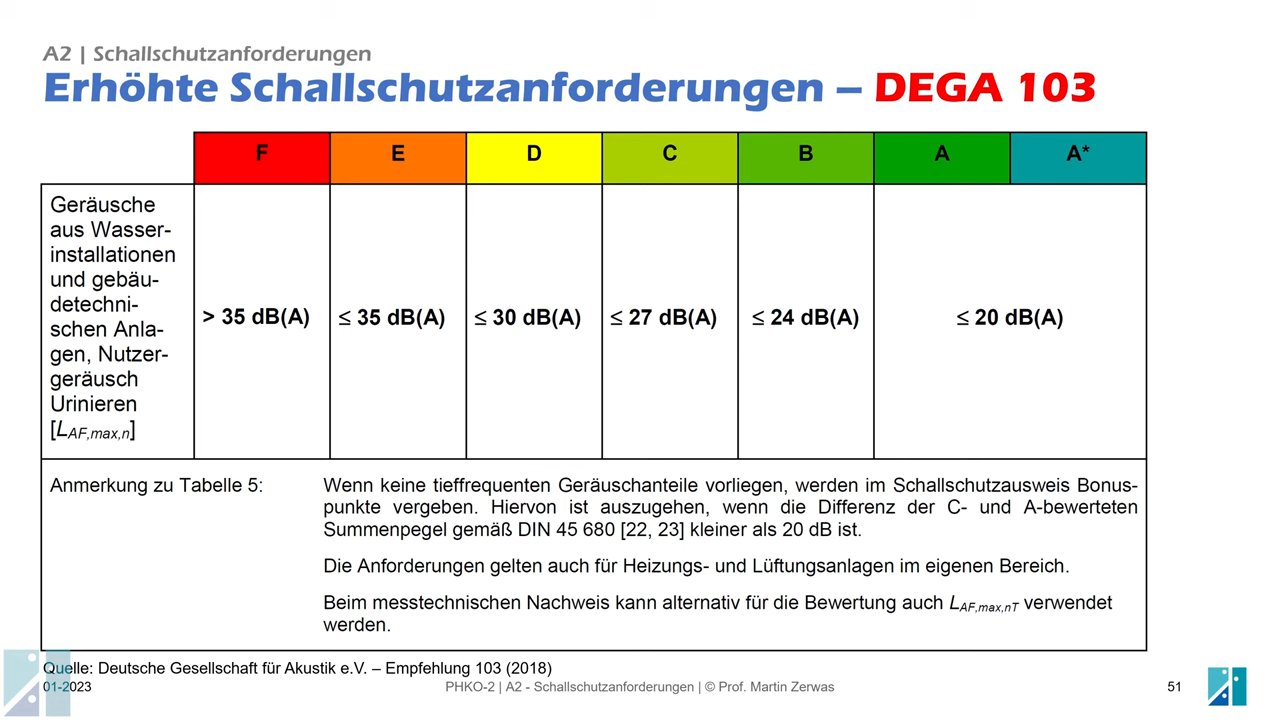 A2 | Schallschutzanforderungen
Erhöhte Schallschutzanforderungen – DEGA 103
F E D C B A A*
Geräusche
aus Wasser-
installationen
und gebäu-
detechni-
schen Anla-
gen, Nutzer-
geräusch
Urinieren
[LAF,max,n]
> 35 dB(A) ≤ 35 dB(A) ≤ 30 dB(A) ≤ 27 dB(A) ≤ 24 dB(A) ≤ 20 dB(A)
Anmerkung zu Tabelle 5:
Wenn keine tieffrequenten Geräuschanteile vorliegen, werden im Schallschutzausweis Bonus-
punkte vergeben. Hiervon ist auszugehen, wenn die Differenz der C- und A-bewerteten
Summenpegel gemäß DIN 45 680 [22, 23] kleiner als 20 dB ist.
Die Anforderungen gelten auch für Heizungs- und Lüftungsanlagen im eigenen Bereich.
Beim messtechnischen Nachweis kann alternativ für die Bewertung auch LAF,max,nT verwendet
werden.
Quelle: Deutsche Gesellschaft für Akustik e.V. – Empfehlung 103 (2018)
01-2023 PHKO-2 | A2 - Schallschutzanforderungen | © Prof. Martin Zerwas 51